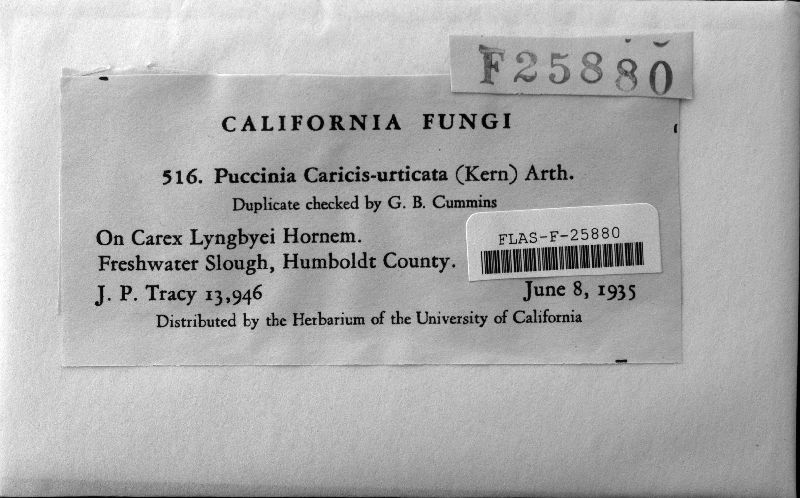 F25880
CALIFORNIA FUNGI
516. Puccinia Caricis-urticata (Kern) Arth.
Duplicate checked by G. B. Cummins
On Carex Lyngbyei Hornem.
FLAS-F-25880
Freshwater Slough, Humboldt County.
J. P. Tracy 13,946 June 8, 1935
Distributed by the Herbarium of the University of California